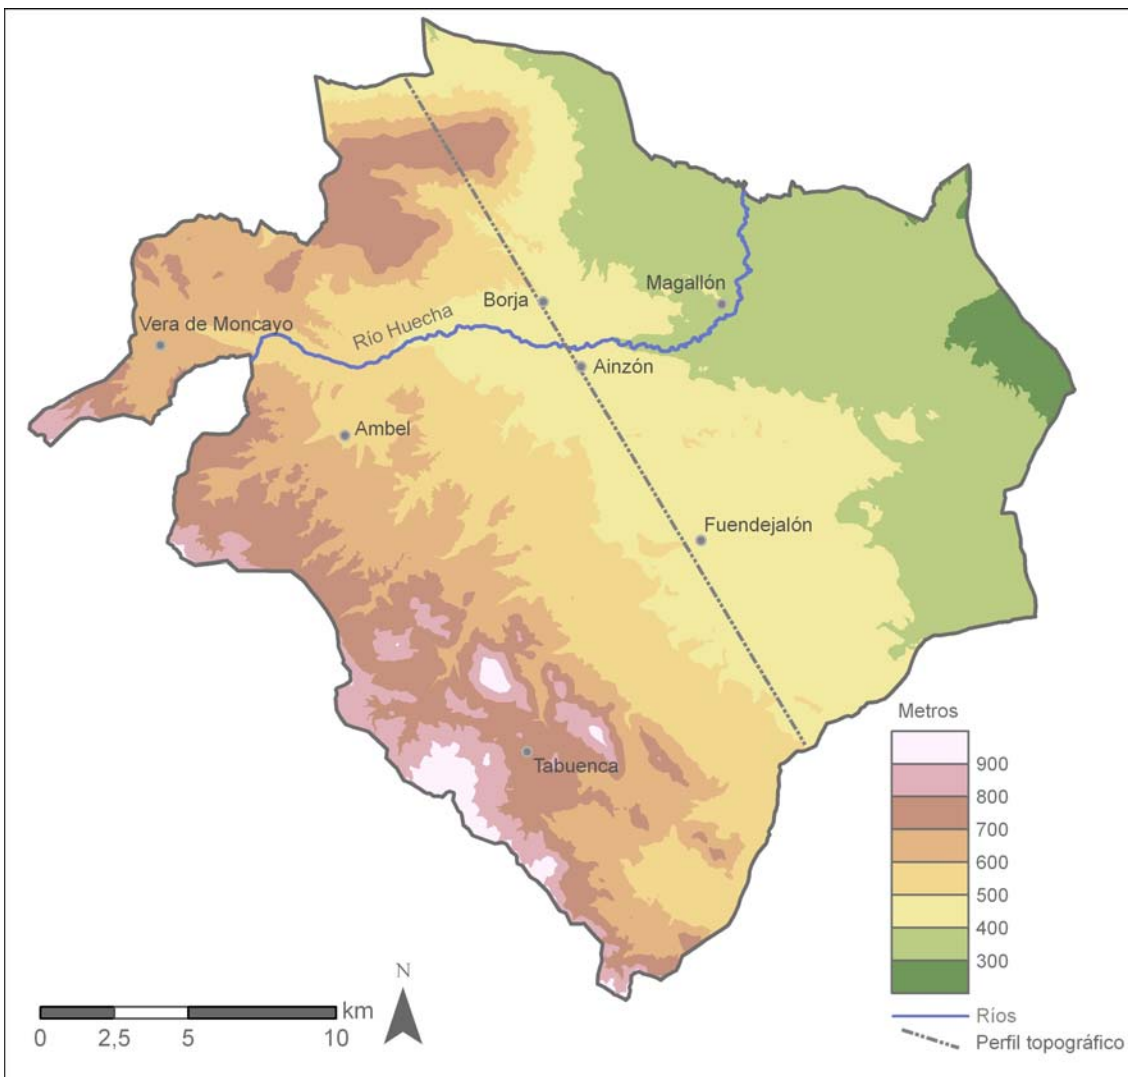 Magallón
Borja
Río Huecha
Vera de Moncayo
Ainzón
Ambel
Fuendejalón
Tabuenca
Metros
900
800
700
600
500
400
300
N
km
0
2,5
5
10
Ríos
Perfil topográfico